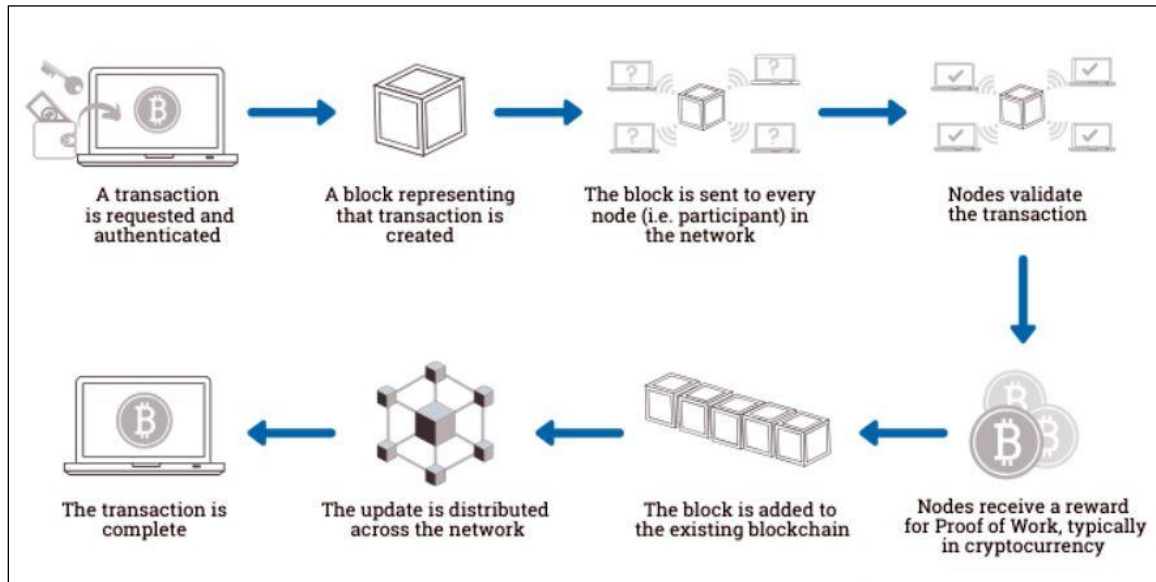 A transaction
is requested and
authenticated
A block representing
that transaction is
created
The block is sent to every
node (i.e. participant) in
the network
Nodes validate
the transaction
Nodes receive a reward
for Proof of Work, typically
in cryptocurrency
The block is added to
the existing blockchain
The update is distributed
across the network
The transaction is
complete